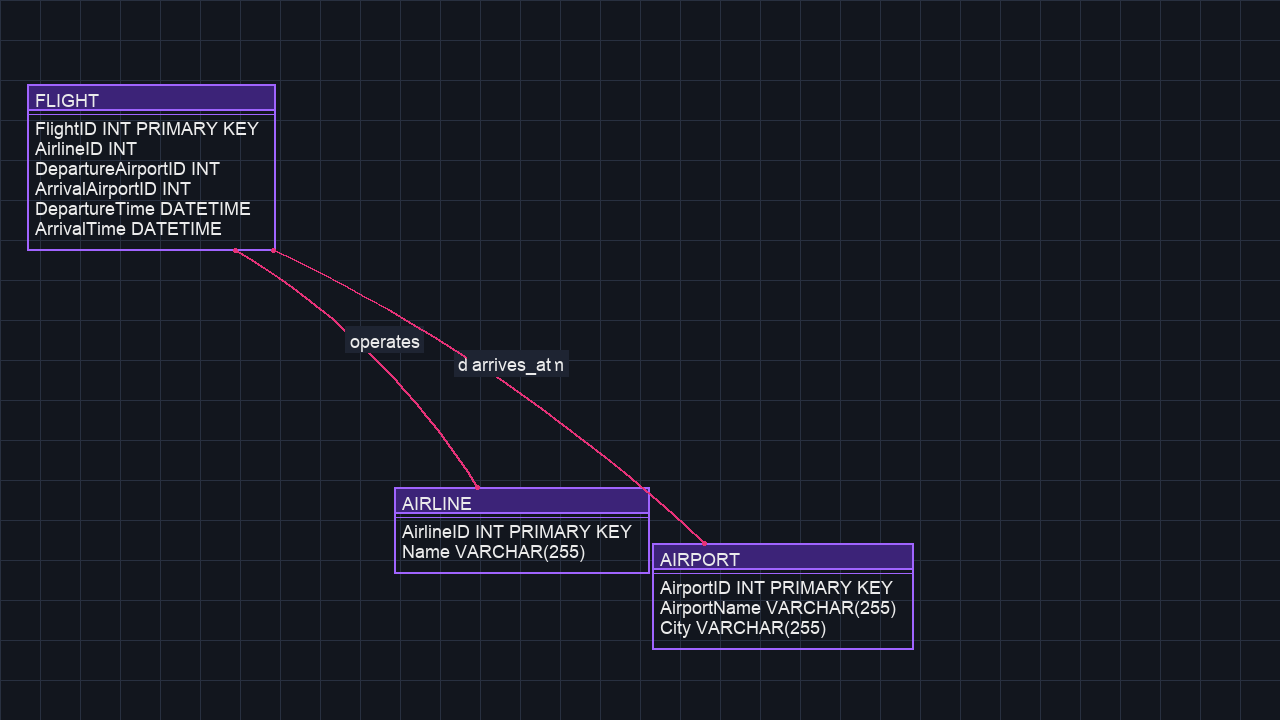 FLIGHT
FlightID INT PRIMARY KEY
AirlineID INT
DepartureAirportID INT
ArrivalAirportID INT
DepartureTime DATETIME
ArrivalTime DATETIME
operates
arrives_at
AIRLINE
AirlineID INT PRIMARY KEY
Name VARCHAR(255)
AIRPORT
AirportID INT PRIMARY KEY
AirportName VARCHAR(255)
City VARCHAR(255)